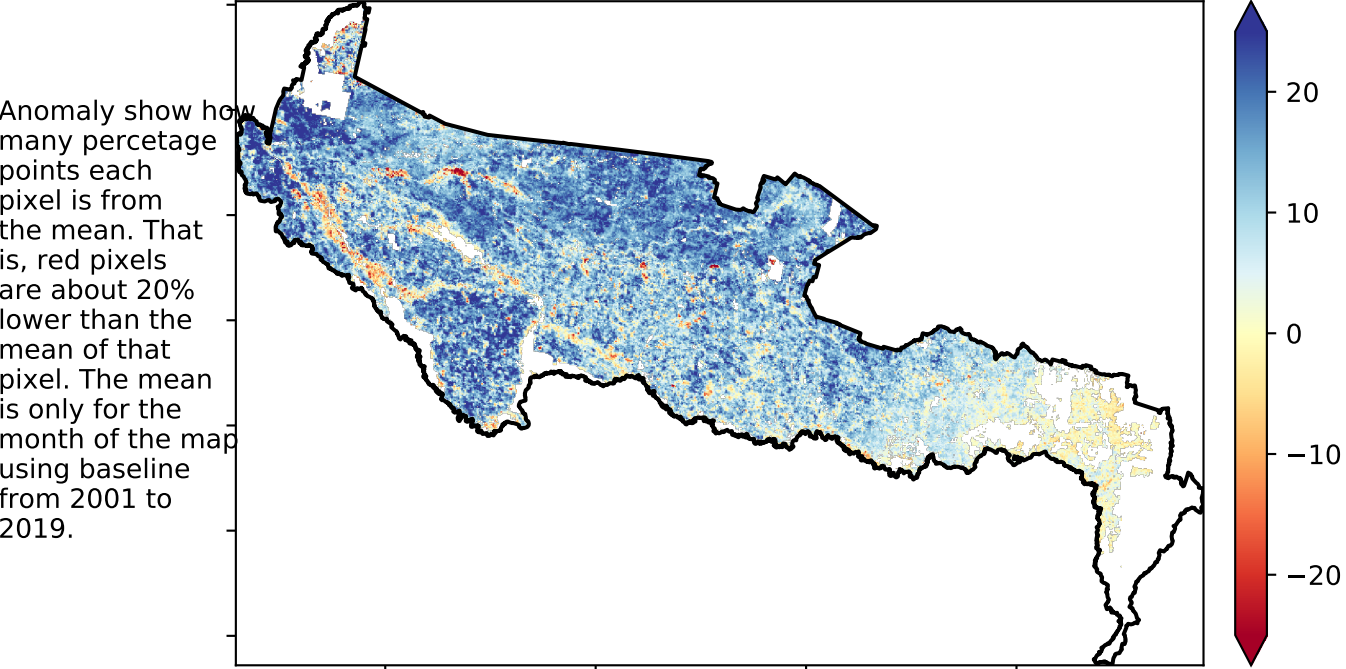 Anomaly show how
many percetage
points each
pixel is from
the mean. That
is, red pixels
are about 20%
lower than the
mean of that
pixel. The mean
is only for the
month of the map
using baseline
from 2001 to
2019.
20
10
0
−10
−20